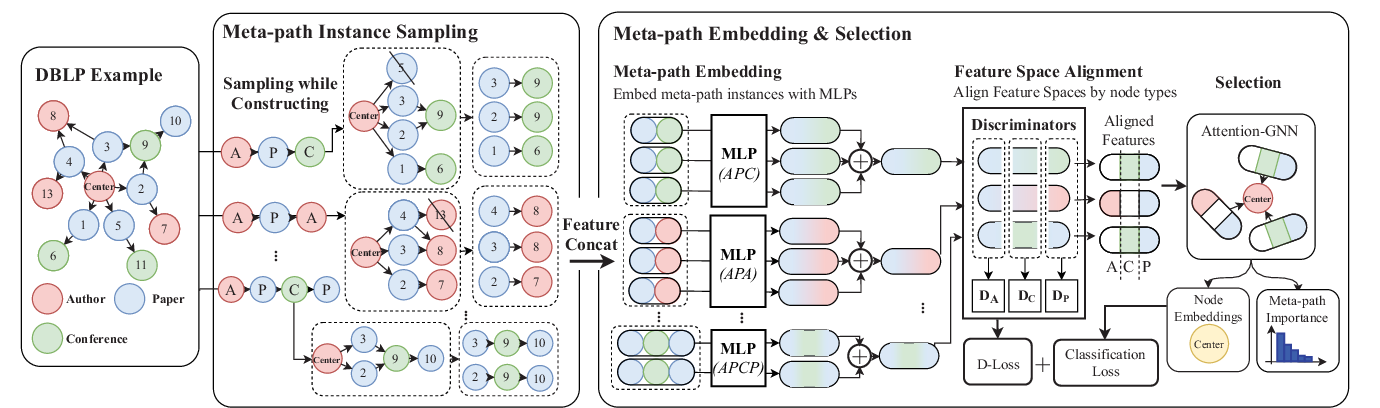 DBLP Example
8
10
3
9
4
Center
2
13
1
5
7
6
11
Author
Paper
Conference
Meta-path Instance Sampling
Sampling while
Constructing
A
P
C
5
3
Center
9
2
1
6
3
9
2
9
1
6
A
P
A
4
13
Center
3
8
2
7
4
8
3
8
2
7
...
A
P
C
P
3
Center
9
10
2
3
9
10
2
9
10
Feature
Concat
Meta-path Embedding & Selection
Meta-path Embedding
Embed meta-path instances with MLPs
MLP
(APC)
MLP
(APA)
MLP
(APCP)
Feature Space Alignment
Align Feature Spaces by node types
Discriminators
Aligned
Features
A C P
D_A
D_C
D_P
D-Loss
+
Classification
Loss
Selection
Attention-GNN
Center
Node
Embeddings
Center
Meta-path
Importance